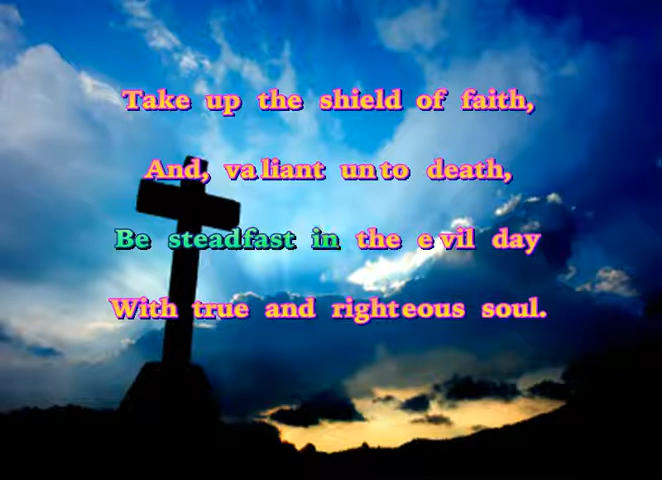 Take up the shield of faith,
And, valiant unto death,
Be steadfast in the evil day
With true and righteous soul.